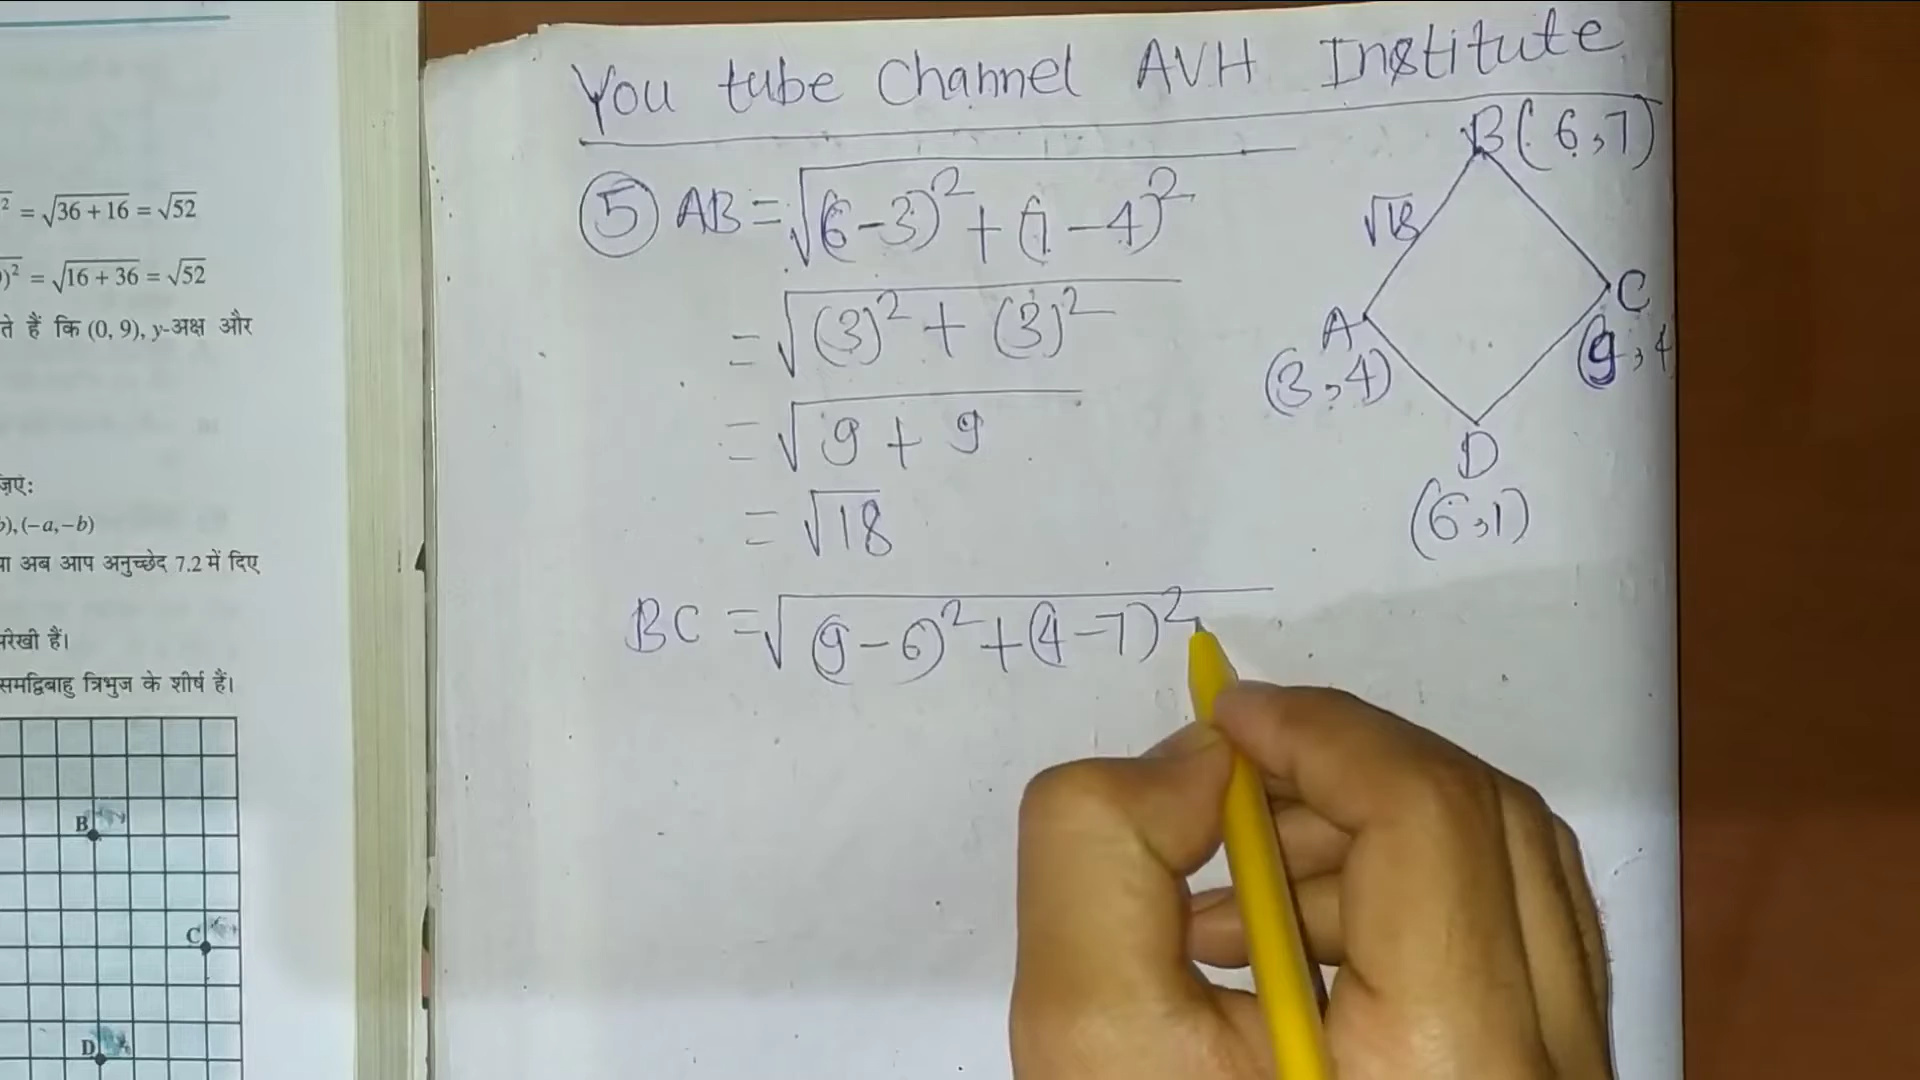 ² = √36 + 16 = √52
)² = √16 + 36 = √52
ते हैं कि (0, 9), y-अक्ष और
b), (−a, −b)
अब आप अनुच्छेद 7.2 में दिए
हैं।
समद्विबाहु त्रिभुज के शीर्ष हैं।
B
C
D
You tube Channel AVH Institute
⑤ AB = √(6−3)² + (7−4)²
= √(3)² + (3)²
= √9 + 9
= √18
BC = √(9−6)² + (4−7)²
B (6,7)
√18
C
(9,4
A
(3,4)
D
(6,1)